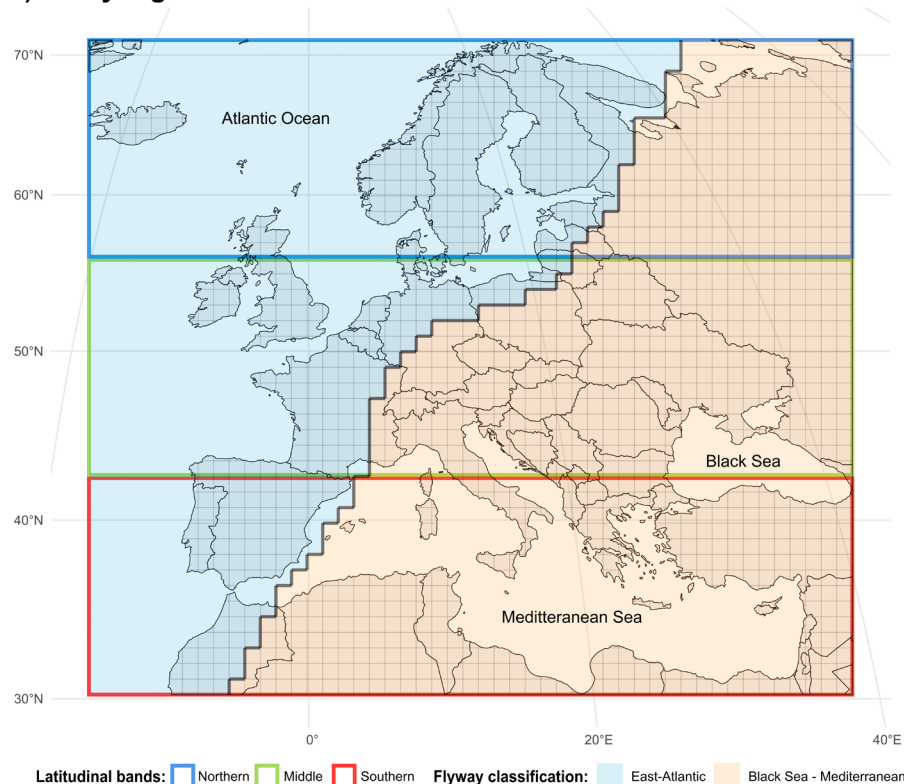 70°N
Atlantic Ocean
60°N
50°N
Black Sea
40°N
Meditterranean Sea
30°N
0° 20°E 40°E
Latitudinal bands: Northern Middle Southern Flyway classification: East-Atlantic Black Sea - Mediterranean